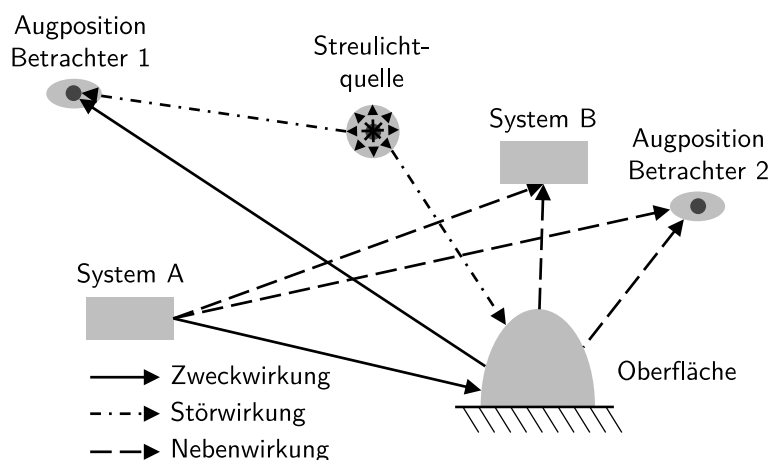 Augposition
Betrachter 1
Streulicht-
quelle
System B
Augposition
Betrachter 2
System A
Oberfläche
Zweckwirkung
Störwirkung
Nebenwirkung